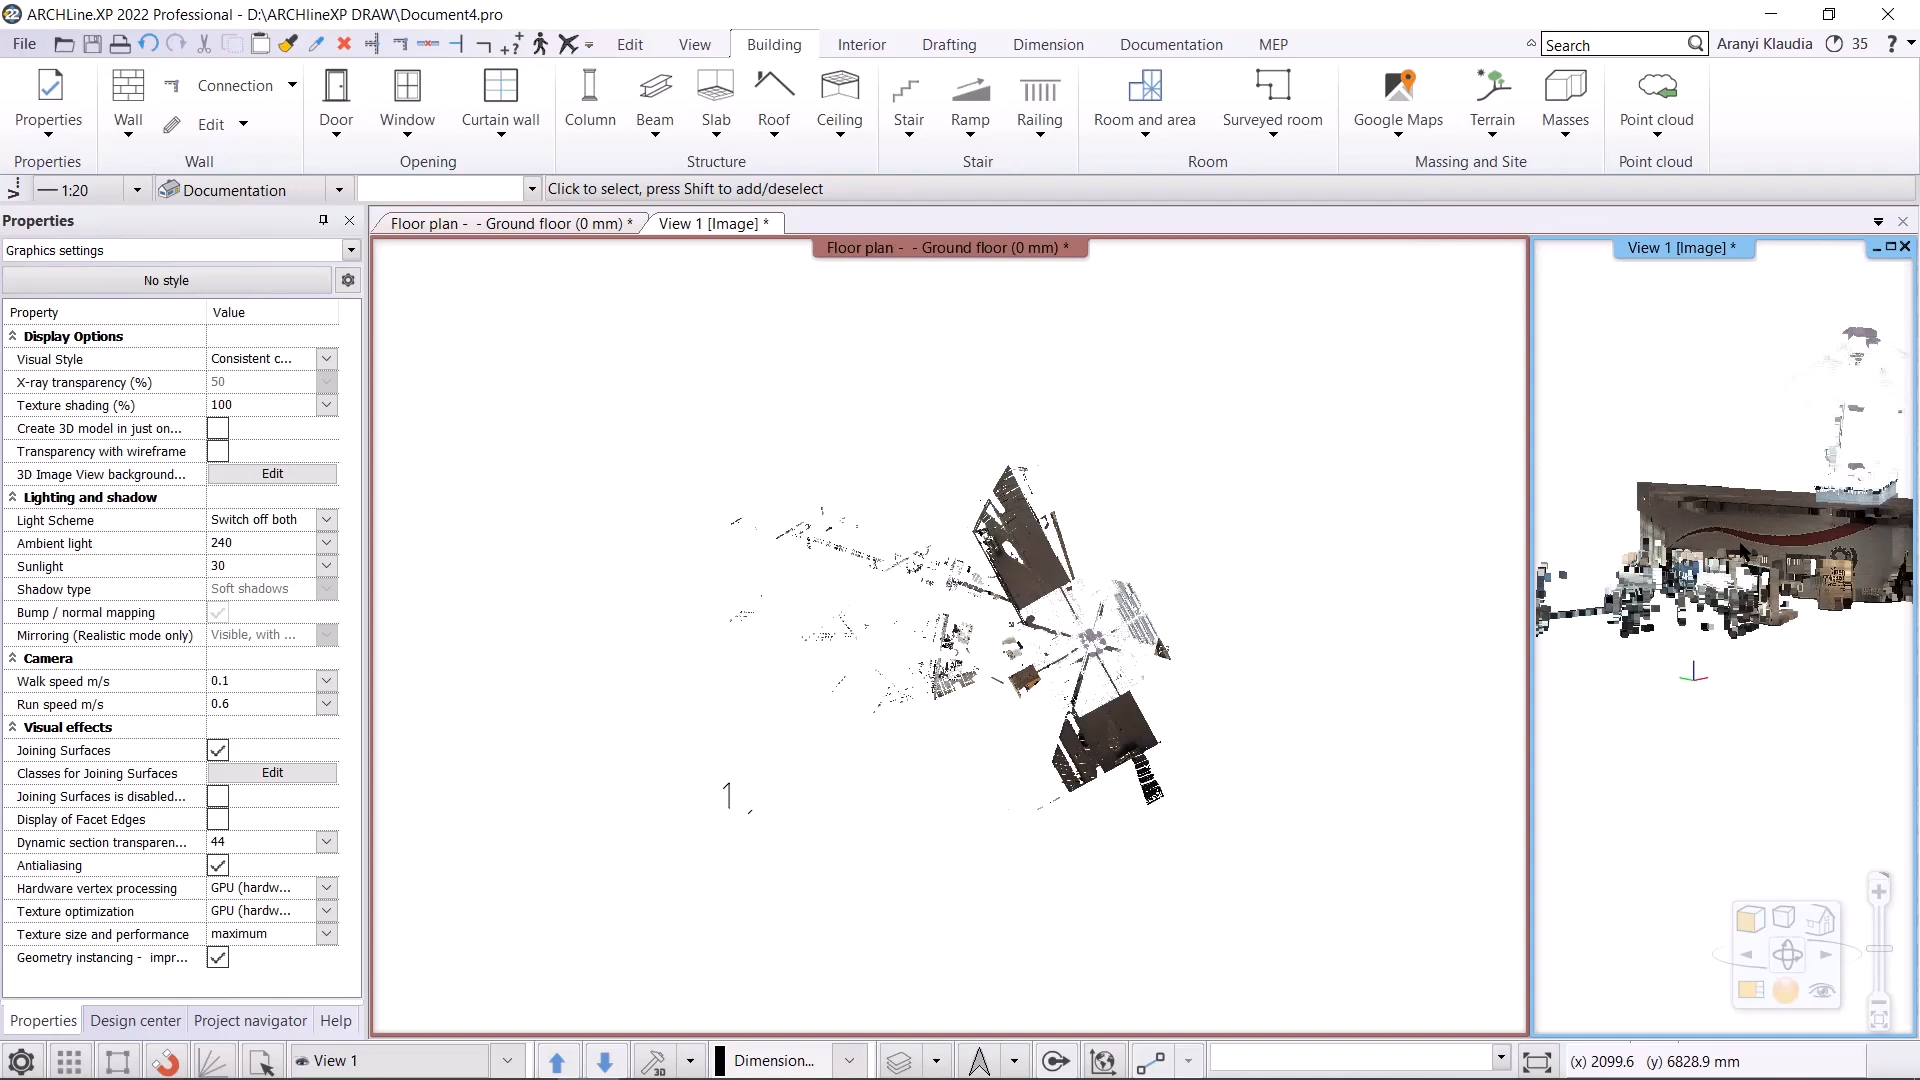 ARCHLine.XP 2022 Professional - D:\ARCHlineXP DRAW\Document4.pro
File Edit View Building Interior Drafting Dimension Documentation MEP Search Aranyi Klaudia 35 ?
Properties Wall Connection Edit Door Window Curtain wall Column Beam Slab Roof Ceiling Stair Ramp Railing Room and area Surveyed room Google Maps Terrain Masses Point cloud
Properties Wall Opening Structure Stair Room Massing and Site Point cloud
1:20 Documentation Click to select, press Shift to add/deselect
Properties
Floor plan - - Ground floor (0 mm) * View 1 [Image] *
Floor plan - - Ground floor (0 mm) * View 1 [Image] *
Graphics settings
No style
Property Value
Display Options
Visual Style Consistent c...
X-ray transparency (%) 50
Texture shading (%) 100
Create 3D model in just on...
Transparency with wireframe
3D Image View background... Edit
Lighting and shadow
Light Scheme Switch off both
Ambient light 240
Sunlight 30
Shadow type Soft shadows
Bump / normal mapping
Mirroring (Realistic mode only) Visible, with ...
Camera
Walk speed m/s 0.1
Run speed m/s 0.6
Visual effects
Joining Surfaces
Classes for Joining Surfaces Edit
Joining Surfaces is disabled...
Display of Facet Edges
Dynamic section transparen... 44
Antialiasing
Hardware vertex processing GPU (hardw...
Texture optimization GPU (hardw...
Texture size and performance maximum
Geometry instancing - impr...
1
Properties Design center Project navigator Help
View 1 3D Dimension... (x) 2099.6 (y) 6828.9 mm